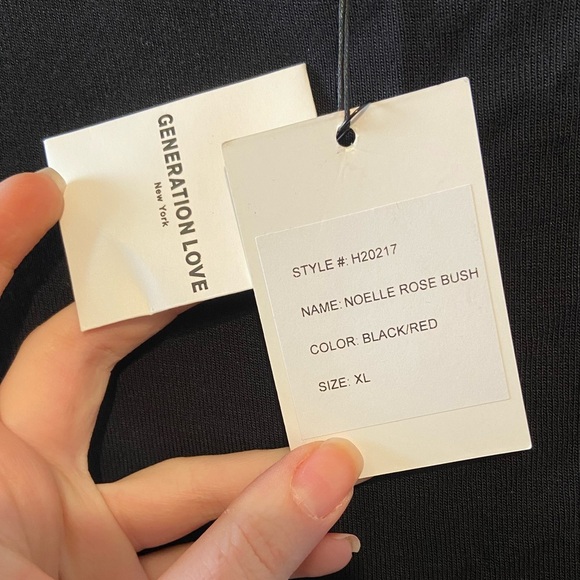 GENERATION LOVE
New York
STYLE #: H20217
NAME: NOELLE ROSE BUSH
COLOR: BLACK/RED
SIZE: XL